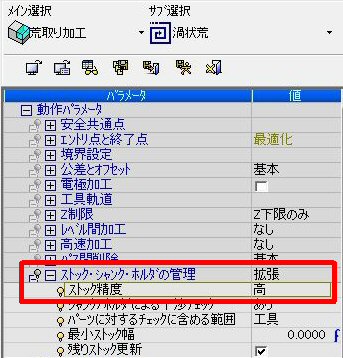 メイン選択 サブ選択
荒取り加工 渦状荒
パラメータ 値
動作パラメータ
安全共通点
エントリ点と終了点 最適化
境界設定
公差とオフセット 基本
電極加工
工具軌道
Z制限 Z下限のみ
レベル間加工 なし
高速加工 なし
パス間削除 基本
ストック・シャンク・ホルダの管理 拡張
ストック精度 高
シャンク/ホルダによる干渉チェック あり
パーツに対するチェックに含める範囲 工具
最小ストック幅 0.0000 f
残りストック更新